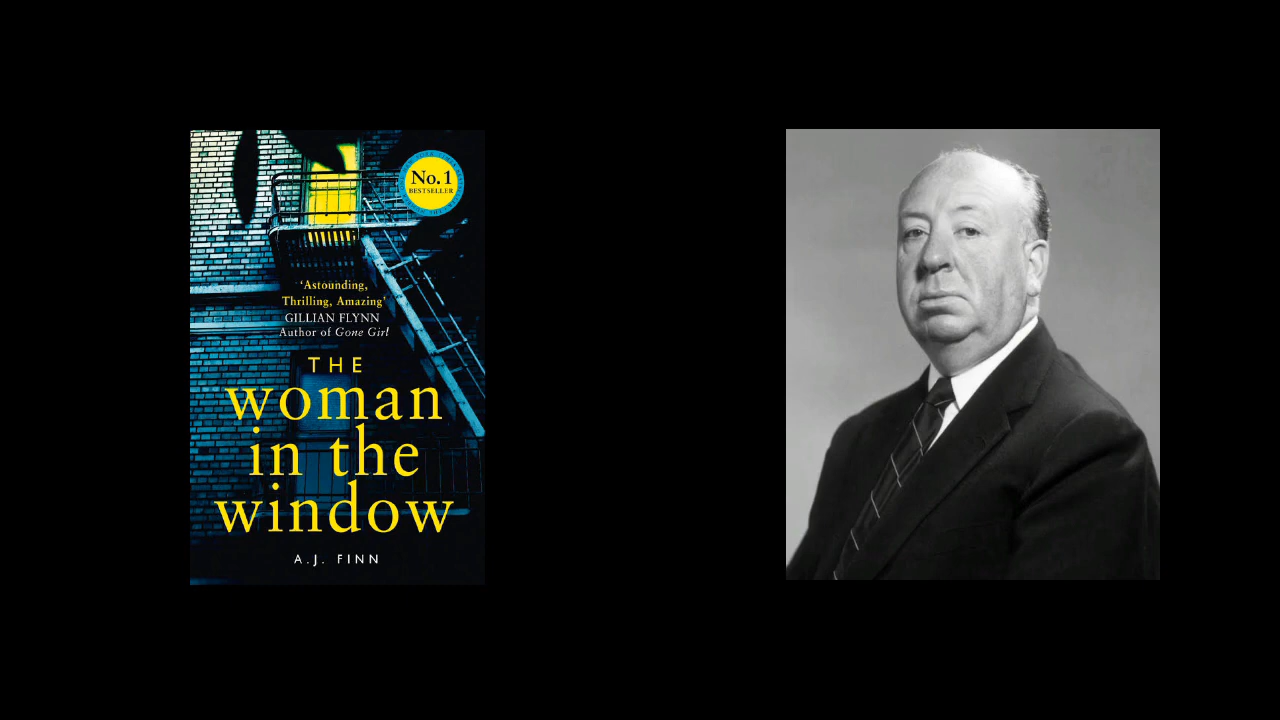 No.1
BESTSELLER
‘Astounding,
Thrilling, Amazing’
GILLIAN FLYNN
Author of Gone Girl
THE
woman
in the
window
A.J. FINN